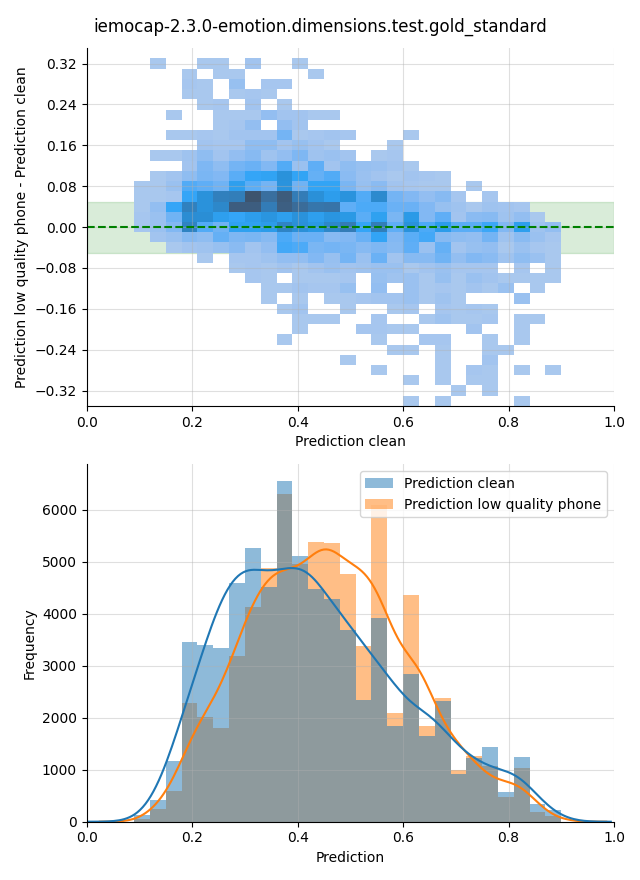 iemocap-2.3.0-emotion.dimensions.test.gold_standard
Prediction low quality phone - Prediction clean
0.32
0.24
0.16
0.08
0.00
−0.08
−0.16
−0.24
−0.32
0.0 0.2 0.4 0.6 0.8 1.0
Prediction clean
Prediction clean
Prediction low quality phone
Frequency
6000
5000
4000
3000
2000
1000
0
0.0 0.2 0.4 0.6 0.8 1.0
Prediction